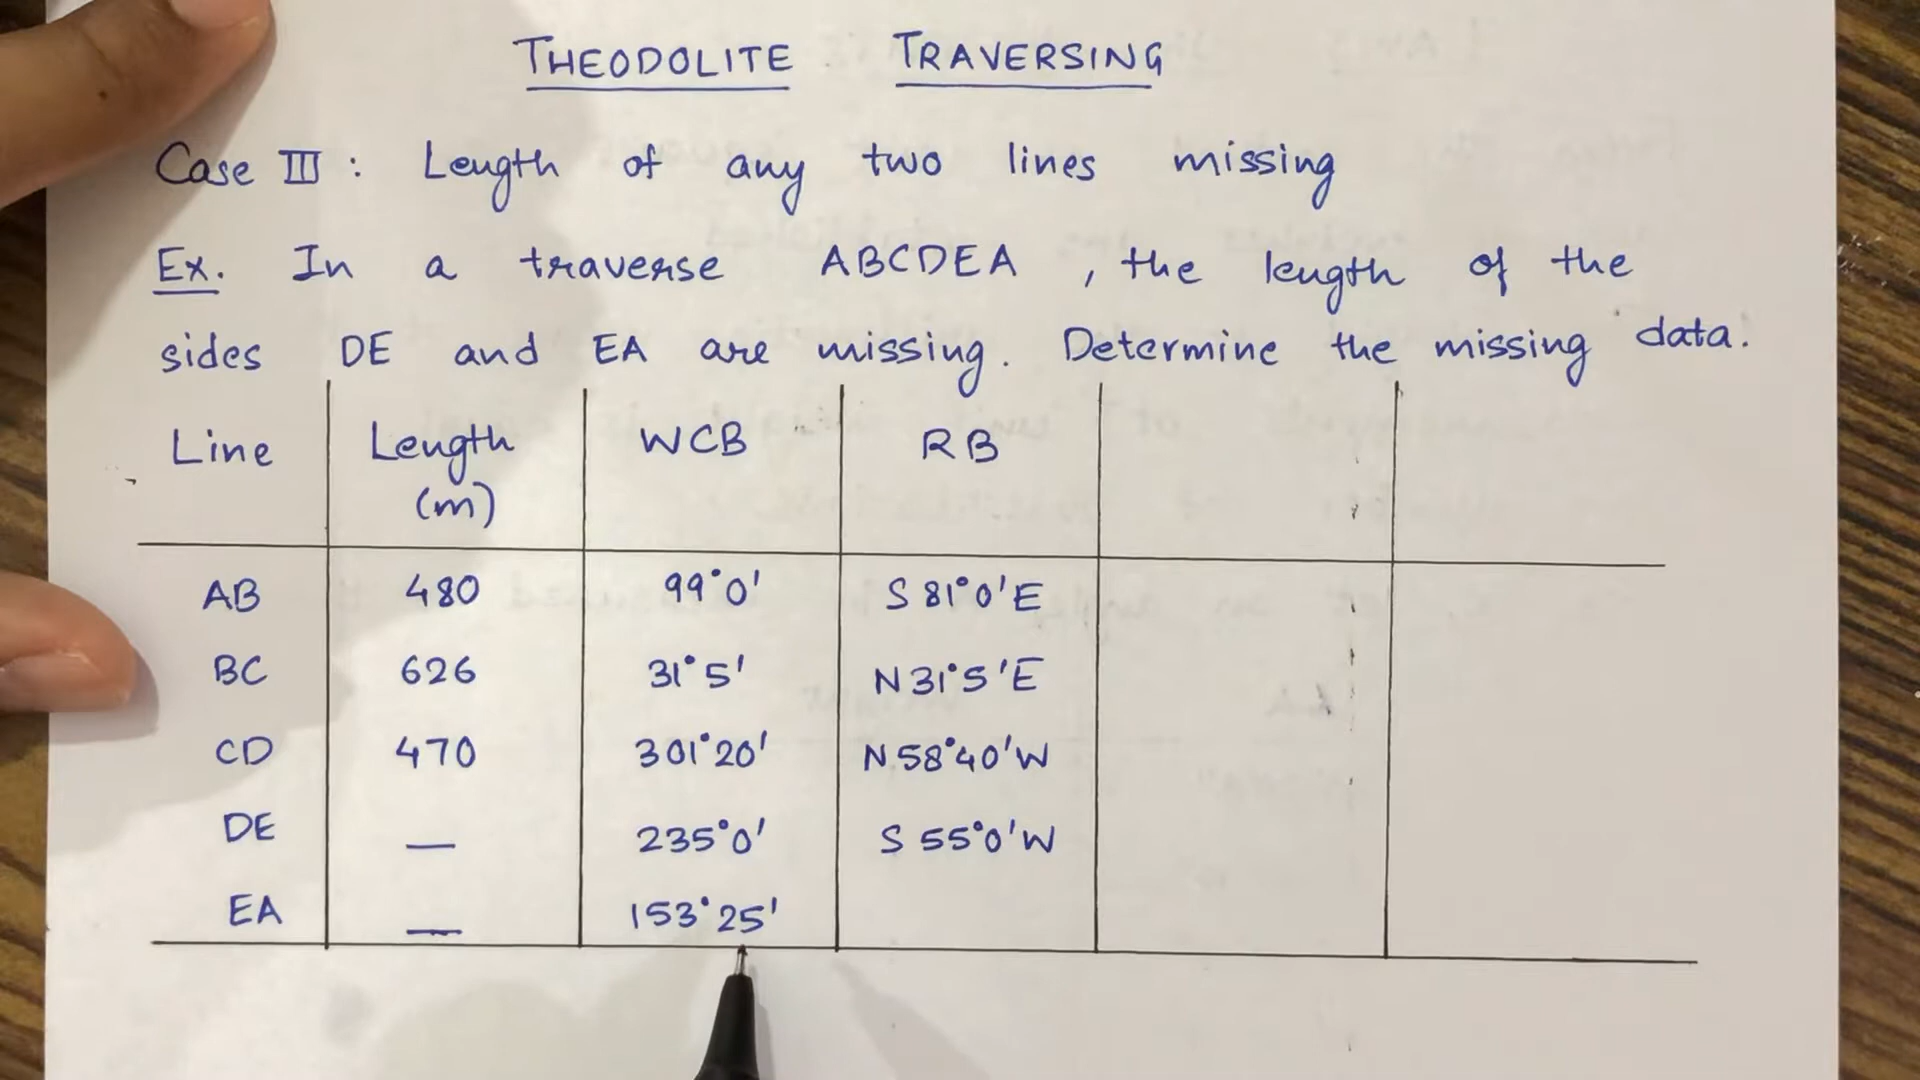 THEODOLITE TRAVERSING
Case III : Length of any two lines missing
Ex. In a traverse ABCDEA , the length of the
sides DE and EA are missing. Determine the missing data.
Line Length (m) WCB RB
AB 480 99°0' S 81°0'E
BC 626 31°5' N 31°5'E
CD 470 301°20' N 58°40'W
DE — 235°0' S 55°0'W
EA — 153°25'